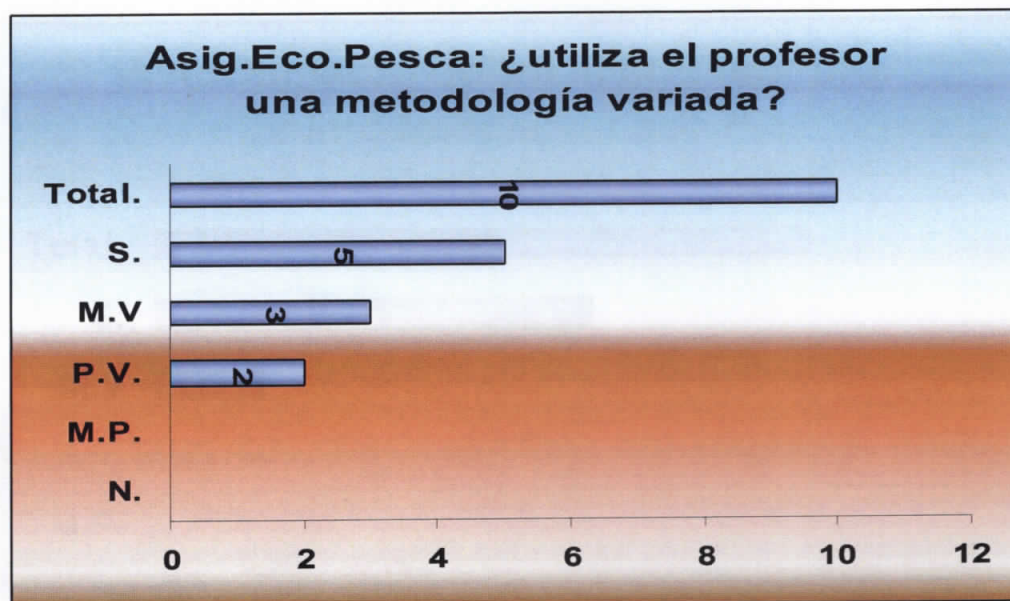 Asig.Eco.Pesca: ¿utiliza el profesor
una metodología variada?
Total.
10
S.
5
M.V
3
P.V.
2
M.P.
N.
0 2 4 6 8 10 12